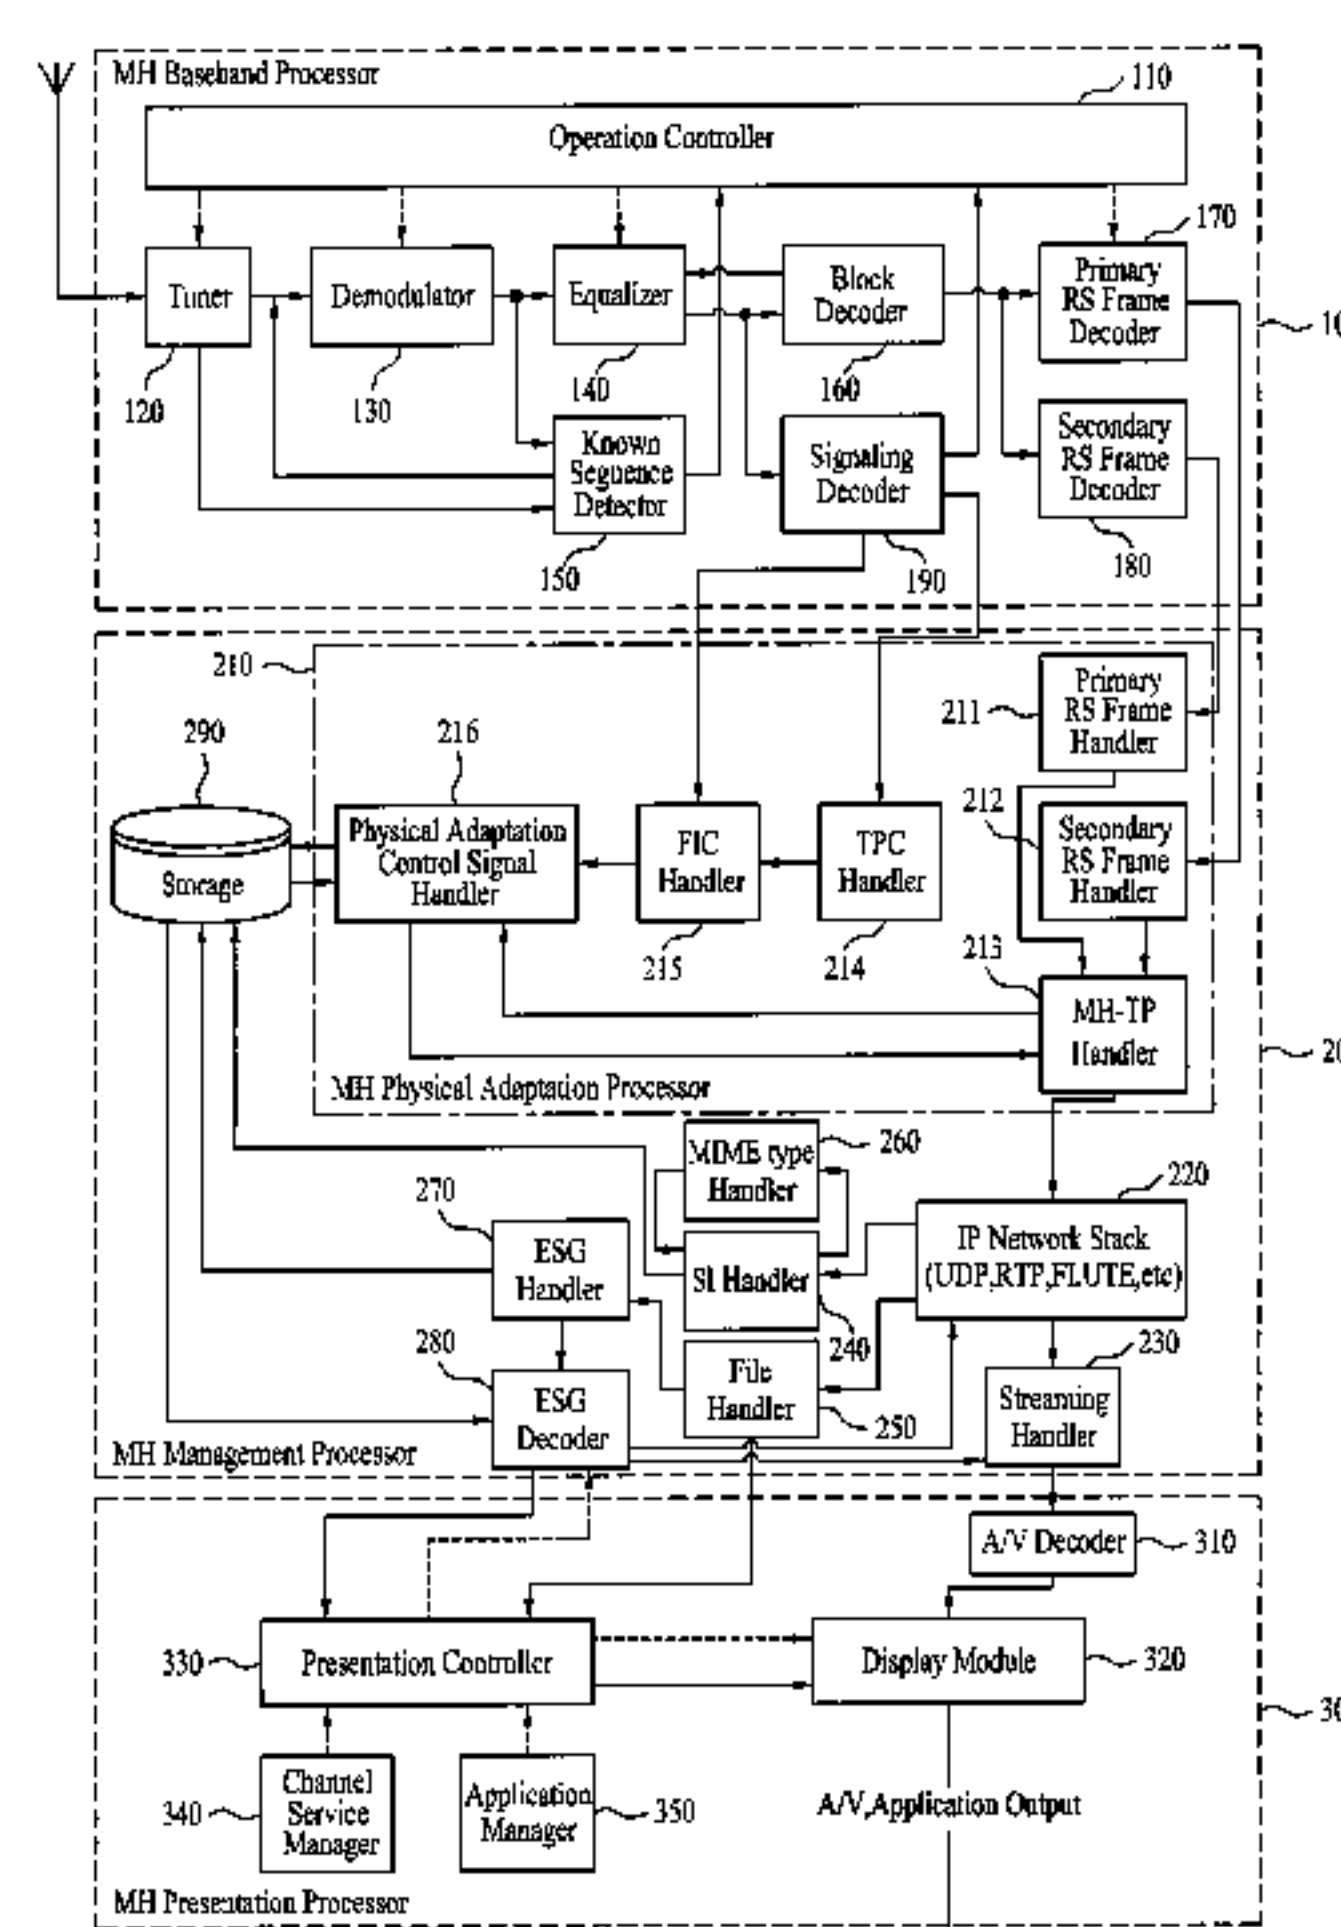 MH Baseband Processor
110
Operation Controller
170
Tuner
Demodulator
Equalizer
Block
Decoder
Primary
RS Frame
Decoder
10
120
130
140
160
Known
Seguence
Detector
Signaling
Decoder
Secondary
RS Frame
Decoder
150
190
180
210
290
216
211
Primary
RS Frame
Handler
212
Storage
Physical Adaptation
Control Signal
Handler
FIC
Handler
TPC
Handler
Secondary
RS Frame
Handler
215
214
213
MH-TP
Handler
20
MH Physical Adaptation Processor
MIME type
Handler
260
270
220
ESG
Handler
SI Handler
IP Network Stack
(UDP,RTP,FLUTE,etc)
240
280
230
ESG
Decoder
File
Handler
250
Streaming
Handler
MH Management Processor
A/V Decoder
310
330
Presentation Controller
Display Module
320
30
340
Channel
Service
Manager
Application
Manager
350
A/V,Application Output
MH Presentation Processor